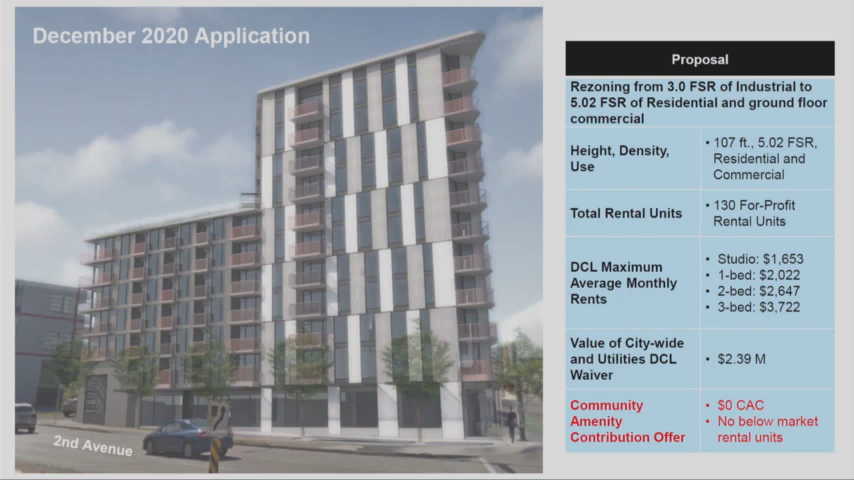 December 2020 Application
2nd Avenue
Proposal
Rezoning from 3.0 FSR of Industrial to
5.02 FSR of Residential and ground floor
commercial
Height, Density,
Use
• 107 ft., 5.02 FSR,
Residential and
Commercial
Total Rental Units
• 130 For-Profit
Rental Units
DCL Maximum
Average Monthly
Rents
• Studio: $1,653
• 1-bed: $2,022
• 2-bed: $2,647
• 3-bed: $3,722
Value of City-wide
and Utilities DCL
Waiver
• $2.39 M
Community
Amenity
Contribution Offer
• $0 CAC
• No below market
rental units